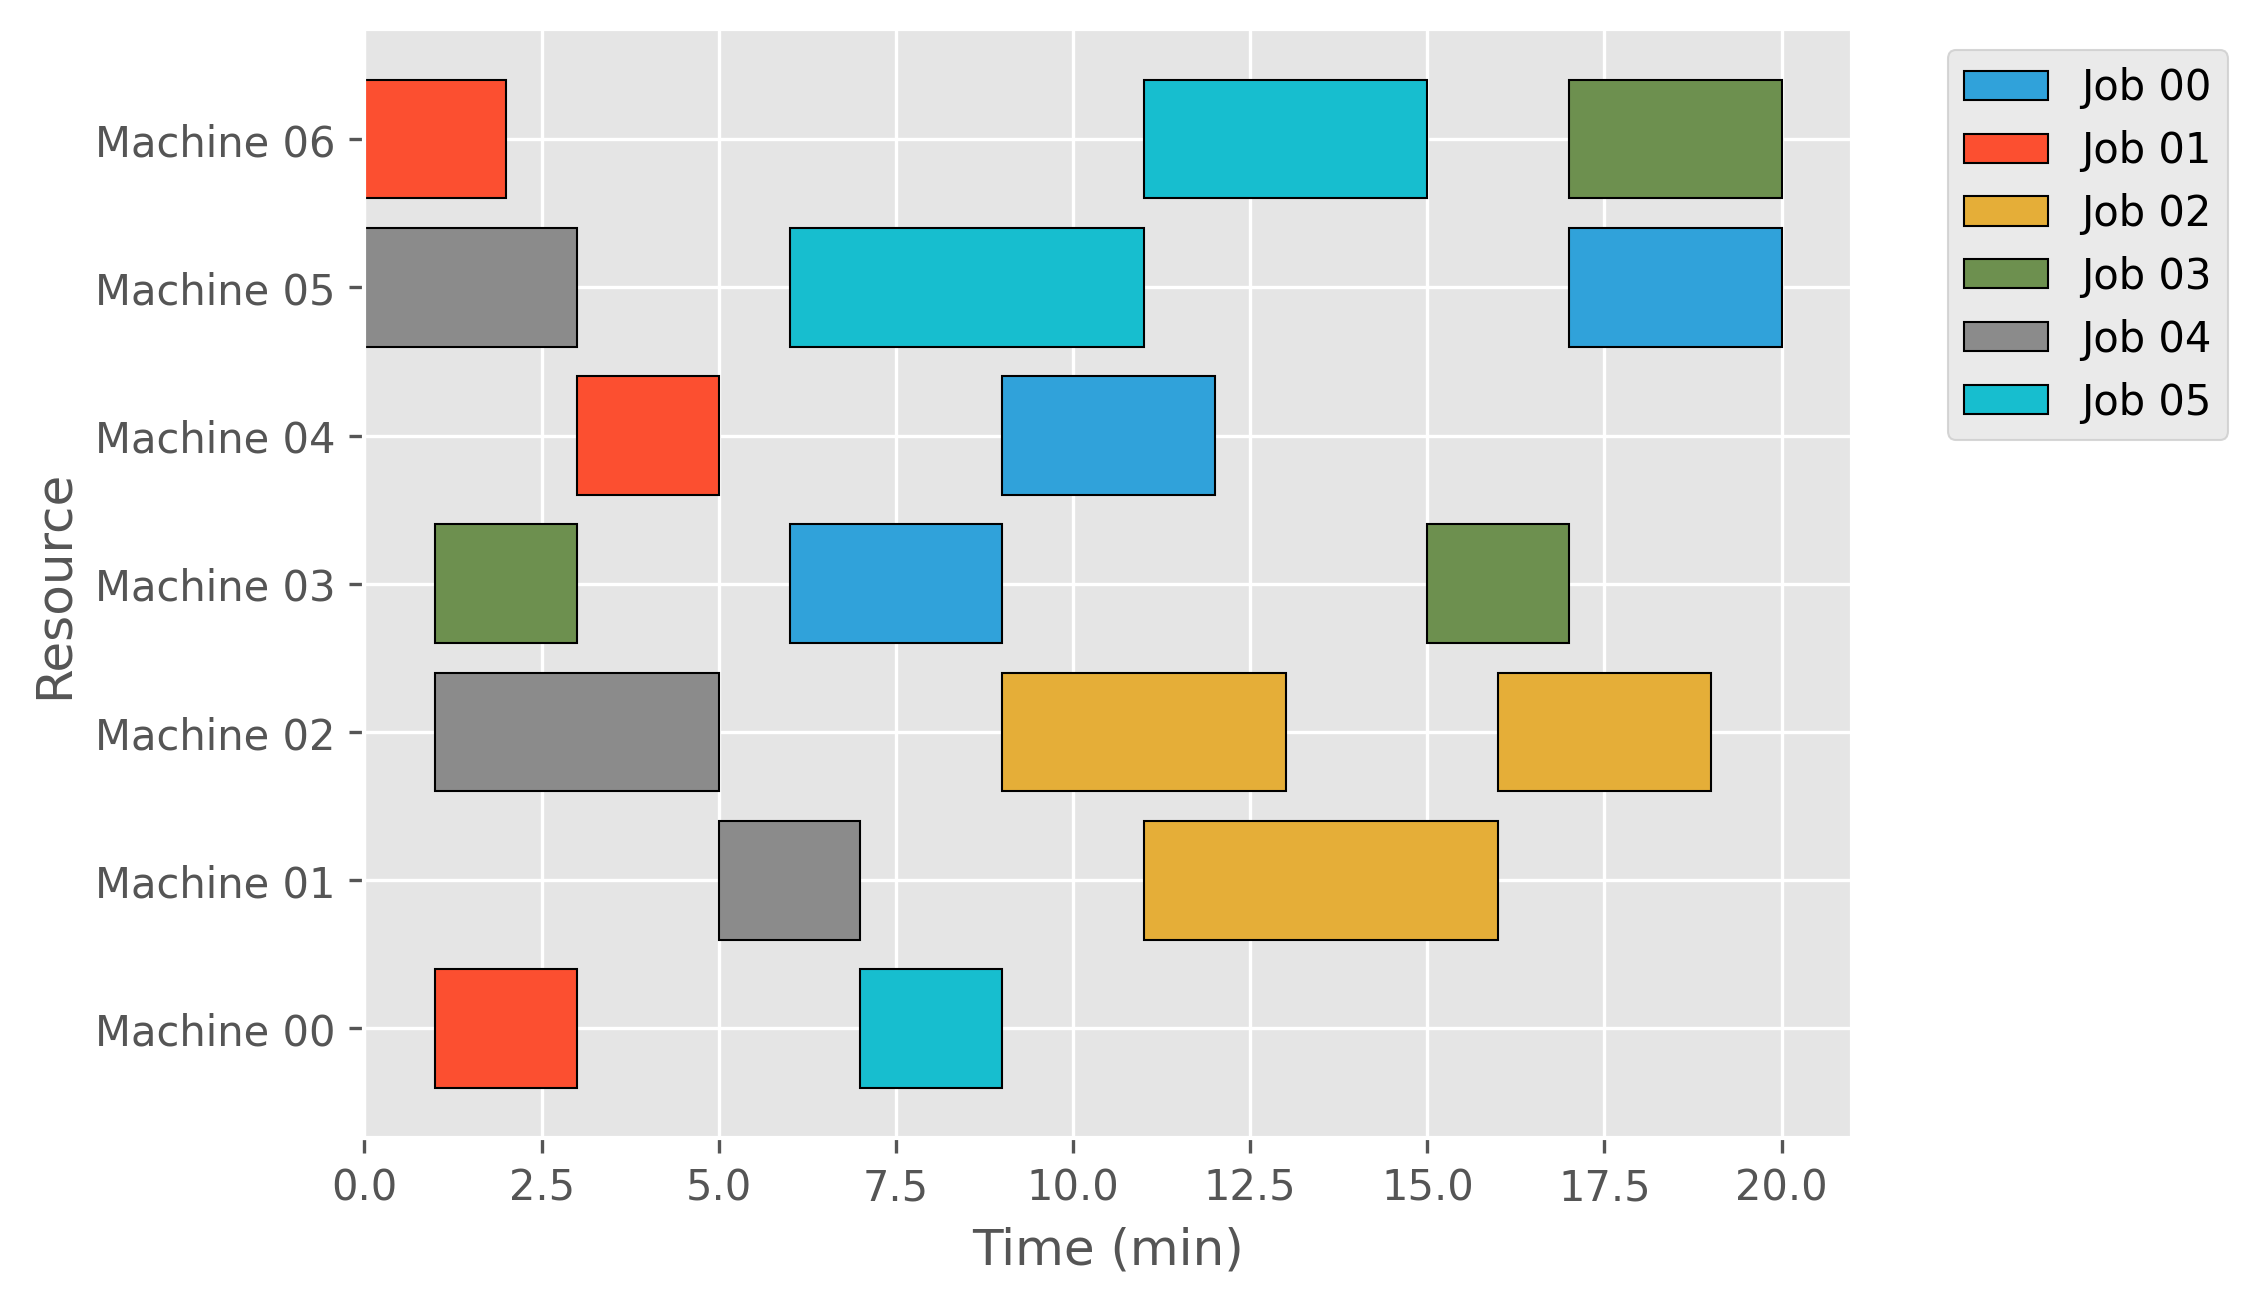 Machine 06
Machine 05
Machine 04
Machine 03
Machine 02
Machine 01
Machine 00
Resource
0.0 2.5 5.0 7.5 10.0 12.5 15.0 17.5 20.0
Time (min)
Job 00
Job 01
Job 02
Job 03
Job 04
Job 05